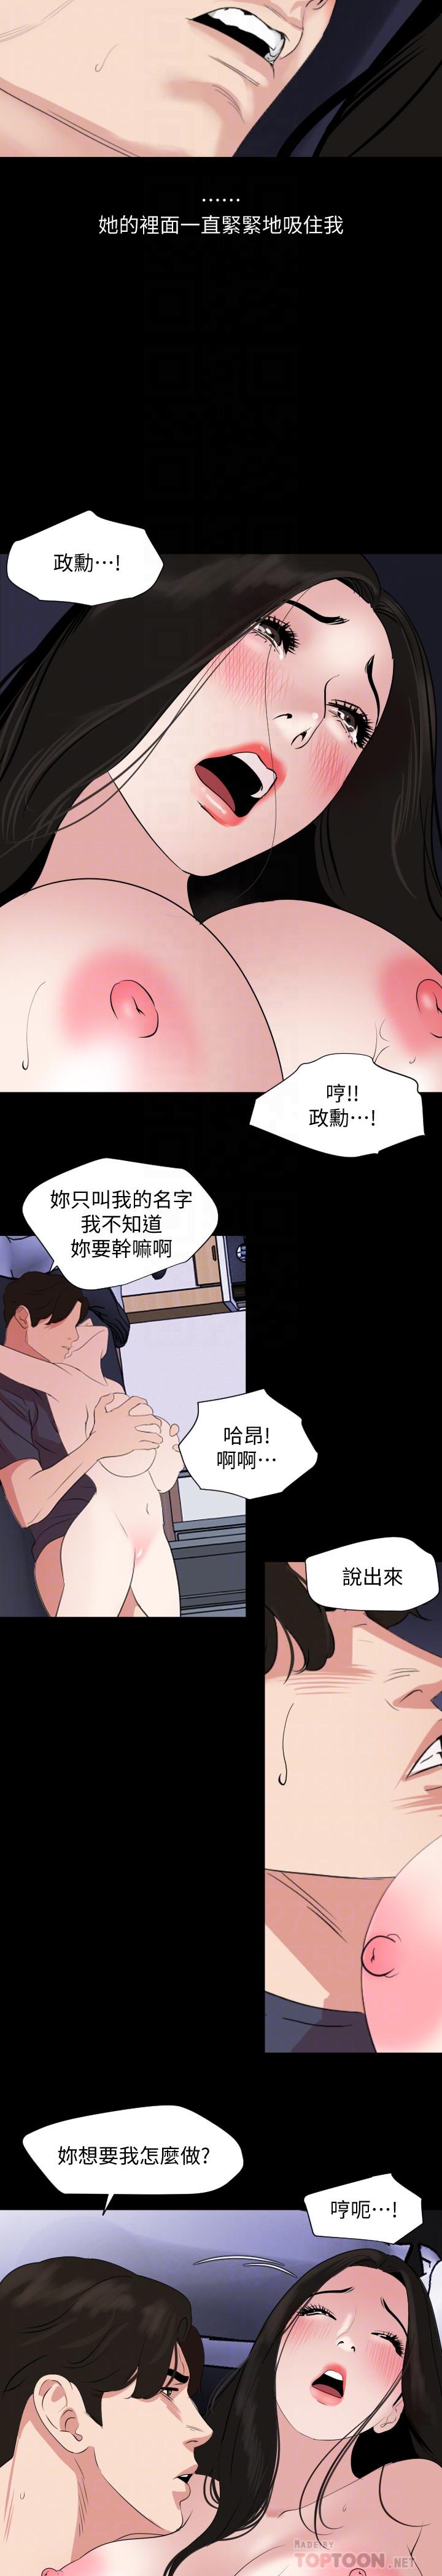 ……
她的裡面一直緊緊地吸住我
政勳…!
哼!!
政勳…!
妳只叫我的名字
我不知道
妳要幹嘛啊
哈昂!
啊啊…
說出來
妳想要我怎麼做?
哼呃…!
MADE BY
TOPTOON.NET